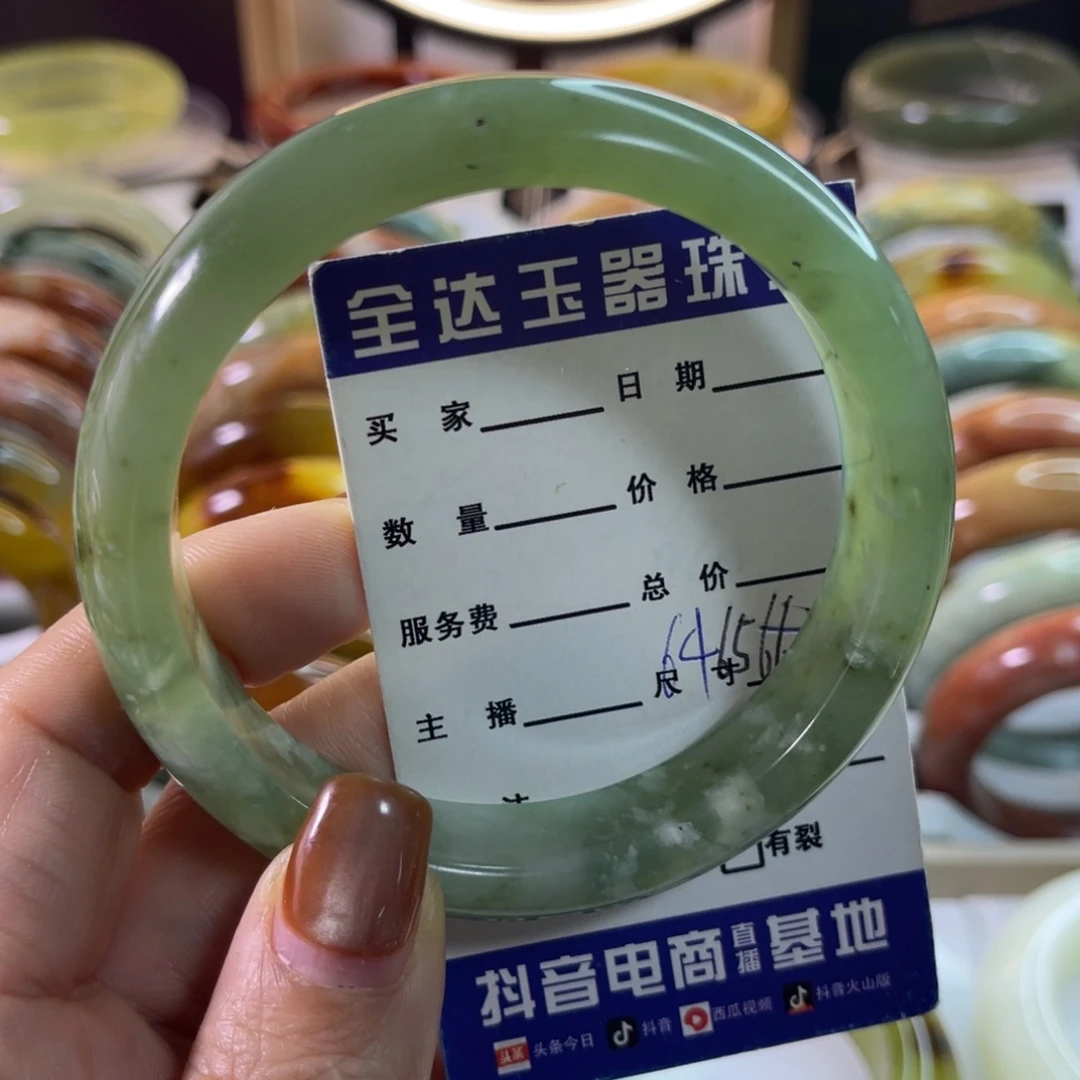 全达玉器珠
买 家 日 期
数 量 价 格
服务费 总 价
主 播 尺 寸 64
有裂
抖音电商直播基地
头条今日 抖音 西瓜视频 抖音火山版